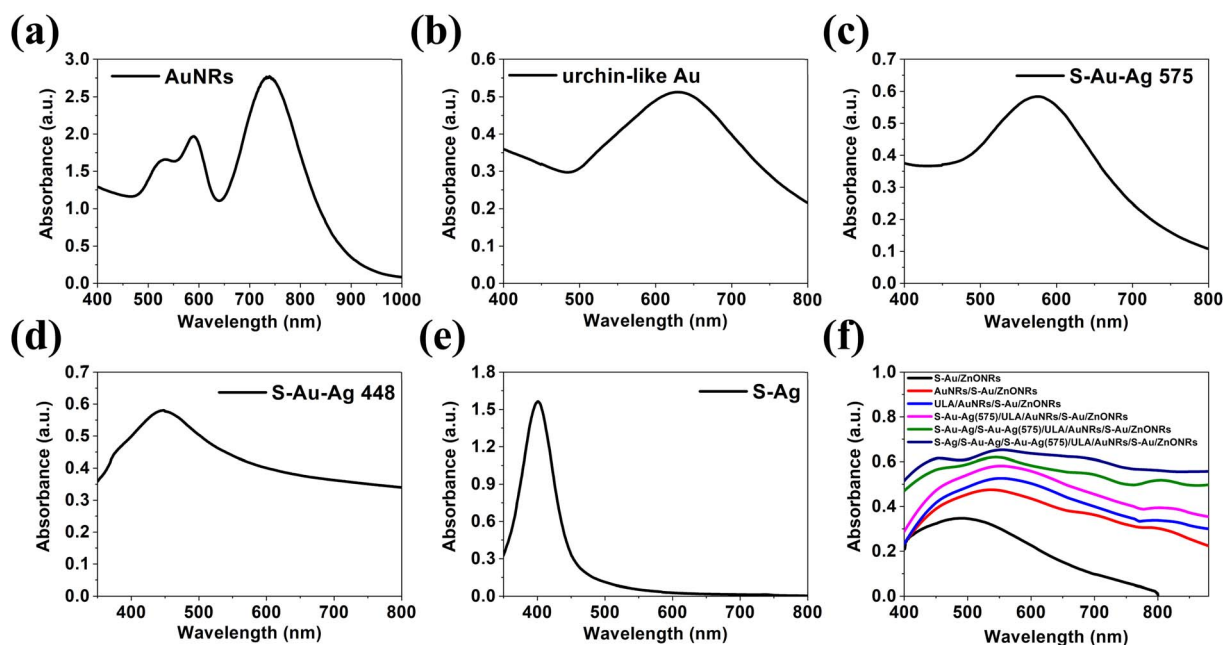 (a)
AuNRs
Absorbance (a.u.)
3.0
2.5
2.0
1.5
1.0
0.5
0.0
400 500 600 700 800 900 1000
Wavelength (nm)
(b)
urchin-like Au
Absorbance (a.u.)
0.6
0.5
0.4
0.3
0.2
0.1
0.0
400 500 600 700 800
Wavelength (nm)
(c)
S-Au-Ag 575
Absorbance (a.u.)
0.7
0.6
0.5
0.4
0.3
0.2
0.1
0.0
400 500 600 700 800
Wavelength (nm)
(d)
S-Au-Ag 448
Absorbance (a.u.)
0.7
0.6
0.5
0.4
0.3
0.2
0.1
0.0
400 500 600 700 800
Wavelength (nm)
(e)
S-Ag
Absorbance (a.u.)
1.8
1.5
1.2
0.9
0.6
0.3
0.0
400 500 600 700 800
Wavelength (nm)
(f)
S-Au/ZnONRs
AuNRs/S-Au/ZnONRs
ULA/AuNRs/S-Au/ZnONRs
S-Au-Ag(575)/ULA/AuNRs/S-Au/ZnONRs
S-Au-Ag/S-Au-Ag(575)/ULA/AuNRs/S-Au/ZnONRs
S-Ag/S-Au-Ag/S-Au-Ag(575)/ULA/AuNRs/S-Au/ZnONRs
Absorbance (a.u.)
1.0
0.8
0.6
0.4
0.2
0.0
400 500 600 700 800
Wavelength (nm)